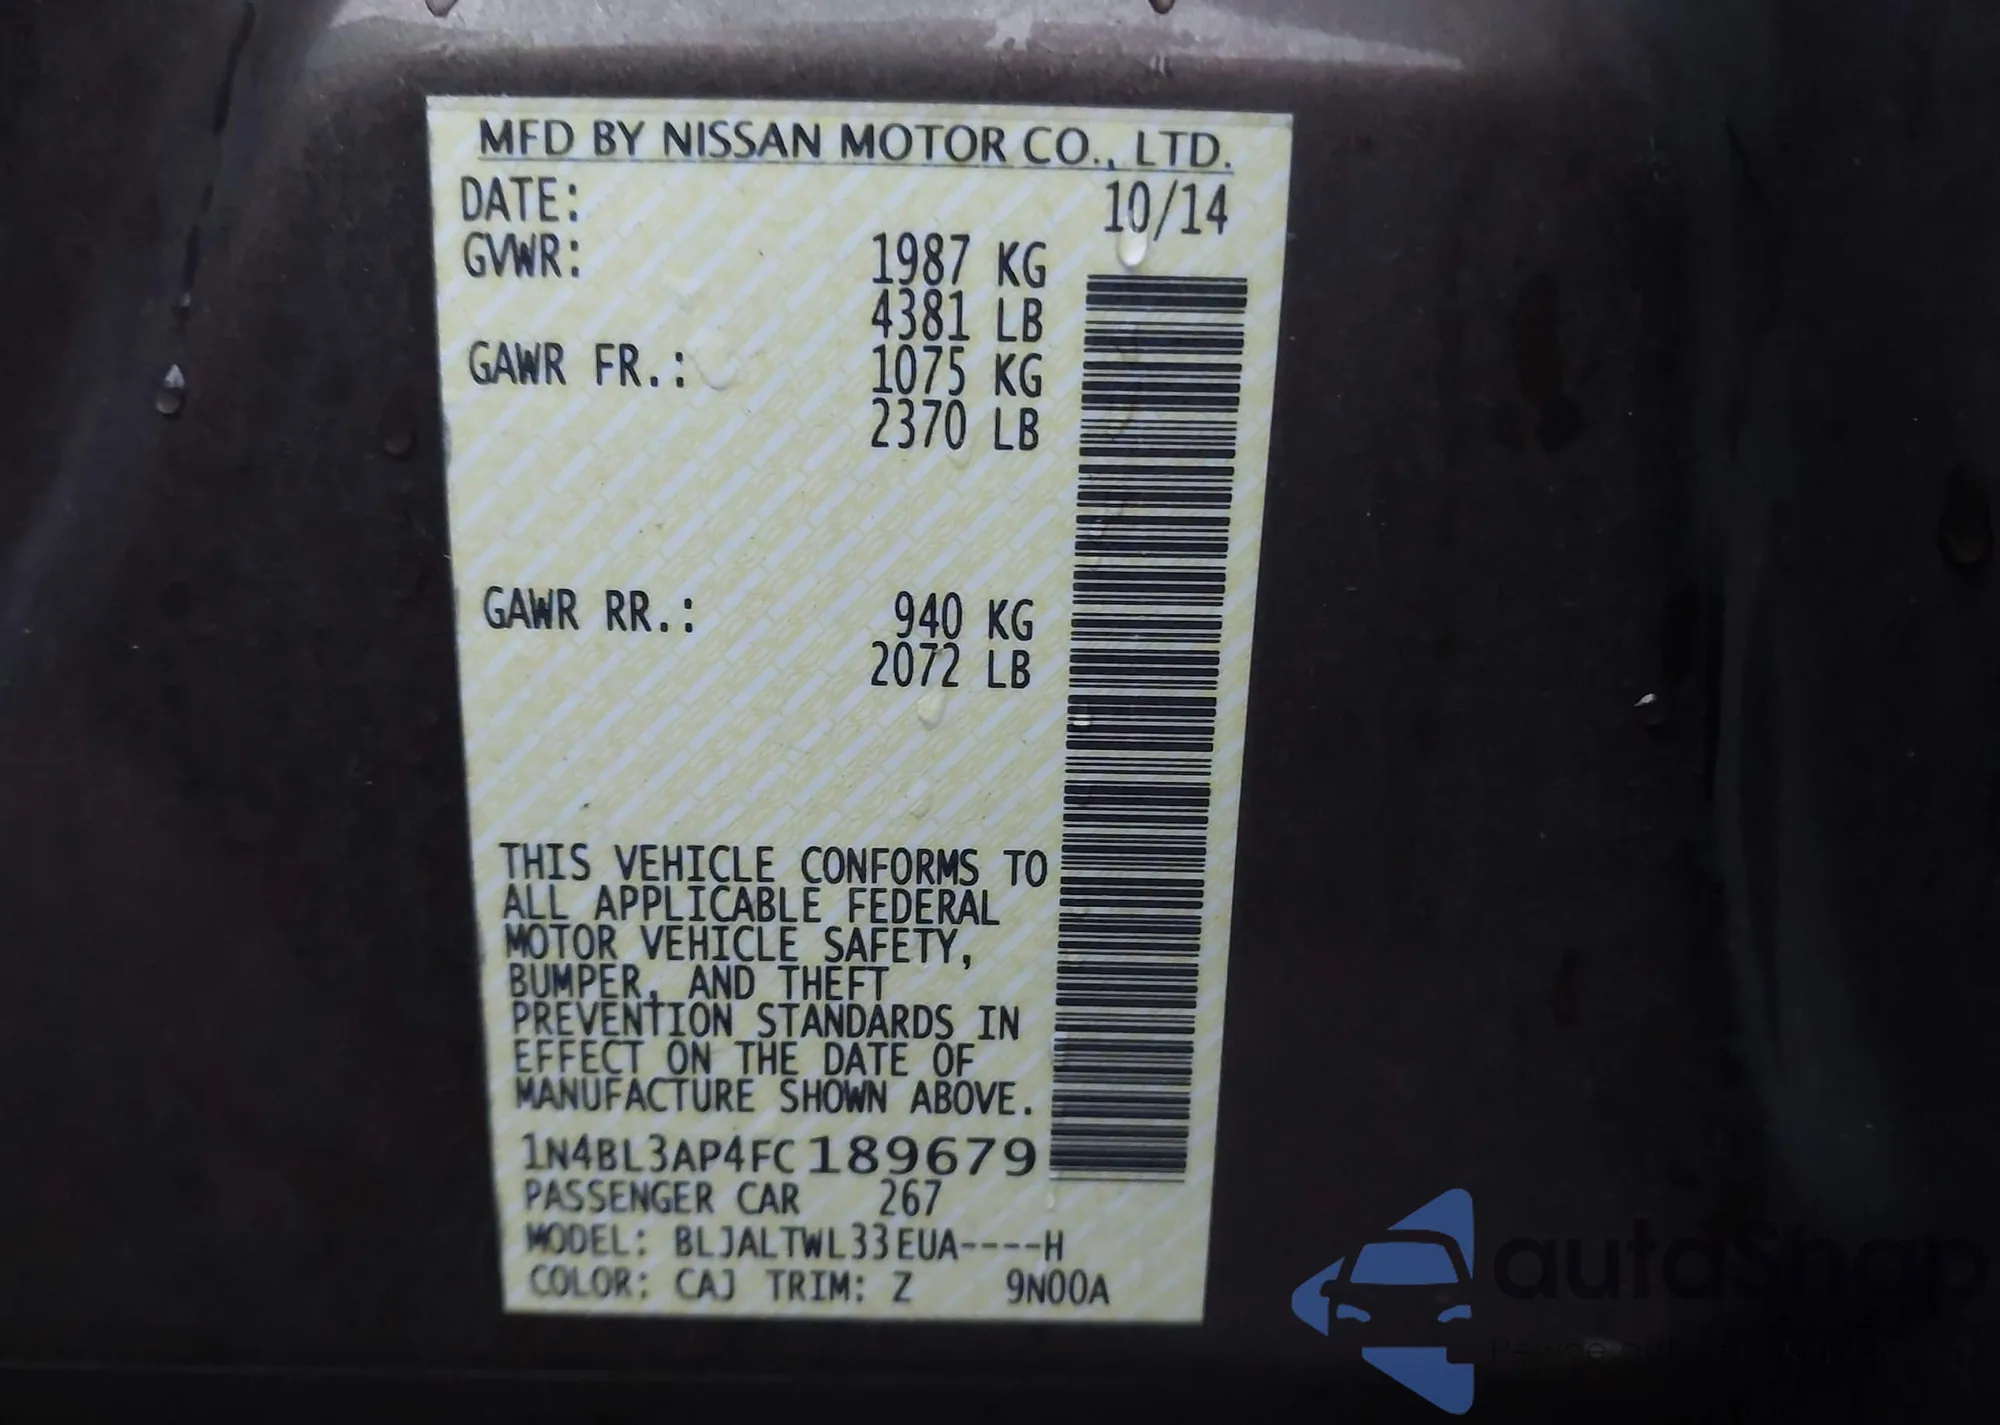 MFD BY NISSAN MOTOR CO., LTD.
DATE: 10/14
GVWR: 1987 KG
4381 LB
GAWR FR.: 1075 KG
2370 LB
GAWR RR.: 940 KG
2072 LB
THIS VEHICLE CONFORMS TO
ALL APPLICABLE FEDERAL
MOTOR VEHICLE SAFETY,
BUMPER, AND THEFT
PREVENTION STANDARDS IN
EFFECT ON THE DATE OF
MANUFACTURE SHOWN ABOVE.
1N4BL3AP4FC189679
PASSENGER CAR 267
MODEL: BLJALTWL33EUA----H
COLOR: CAJ TRIM: Z 9N00A
autoSnap